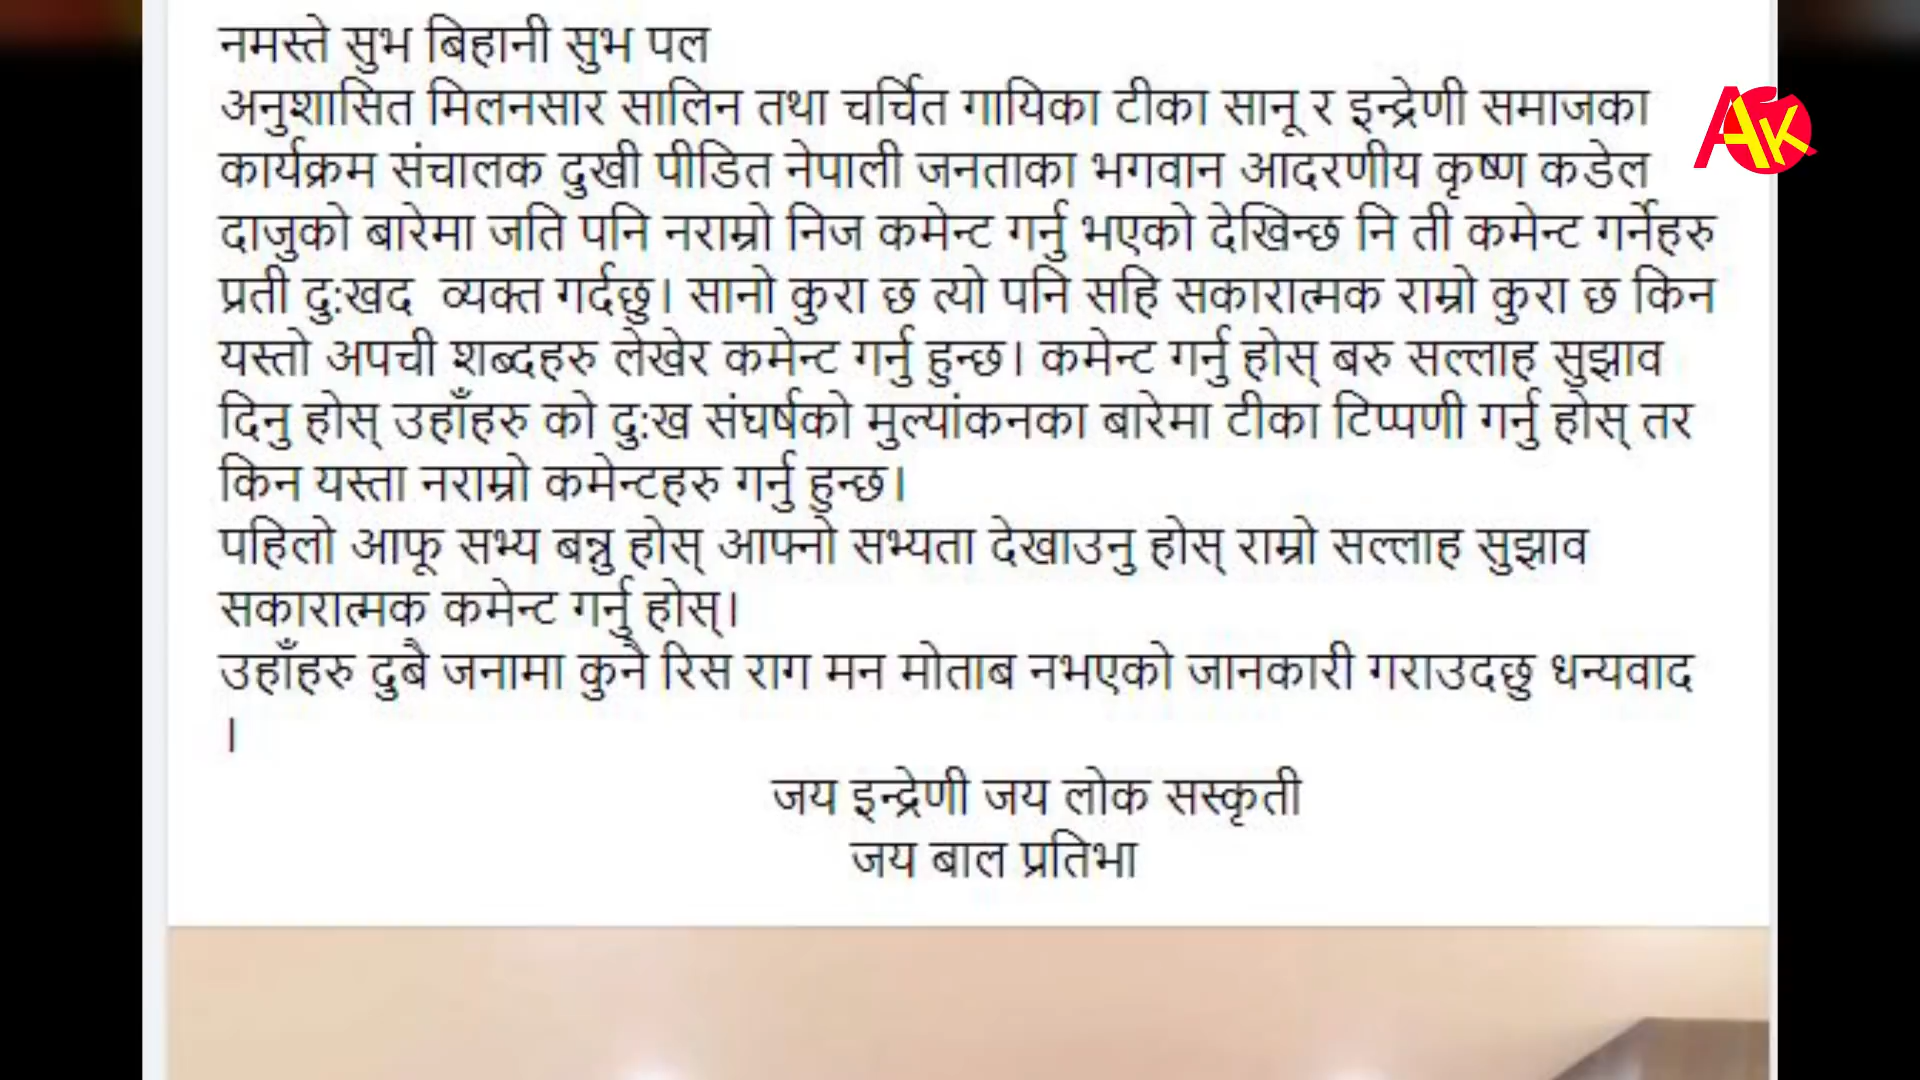 नमस्ते सुभ बिहानी सुभ पल
अनुशासित मिलनसार सालिन तथा चर्चित गायिका टीका सानू र इन्द्रेणी समाजका
कार्यक्रम संचालक दुखी पीडित नेपाली जनताका भगवान आदरणीय कृष्ण कडेल
दाजुको बारेमा जति पनि नराम्रो निज कमेन्ट गर्नु भएको देखिन्छ नि ती कमेन्ट गर्नेहरु
प्रती दु:खद व्यक्त गर्दछु। सानो कुरा छ त्यो पनि सहि सकारात्मक राम्रो कुरा छ किन
यस्तो अपची शब्दहरु लेखेर कमेन्ट गर्नु हुन्छ। कमेन्ट गर्नु होस् बरु सल्लाह सुझाव
दिनु होस् उहाँहरु को दु:ख संघर्षको मुल्यांकनका बारेमा टीका टिप्पणी गर्नु होस् तर
किन यस्ता नराम्रो कमेन्टहरु गर्नु हुन्छ।
पहिलो आफू सभ्य बन्नु होस् आफ्नो सभ्यता देखाउनु होस् राम्रो सल्लाह सुझाव
सकारात्मक कमेन्ट गर्नु होस्।
उहाँहरु दुबै जनामा कुनै रिस राग मन मोताब नभएको जानकारी गराउदछु धन्यवाद
।
जय इन्द्रेणी जय लोक सस्कृती
जय बाल प्रतिभा
AK